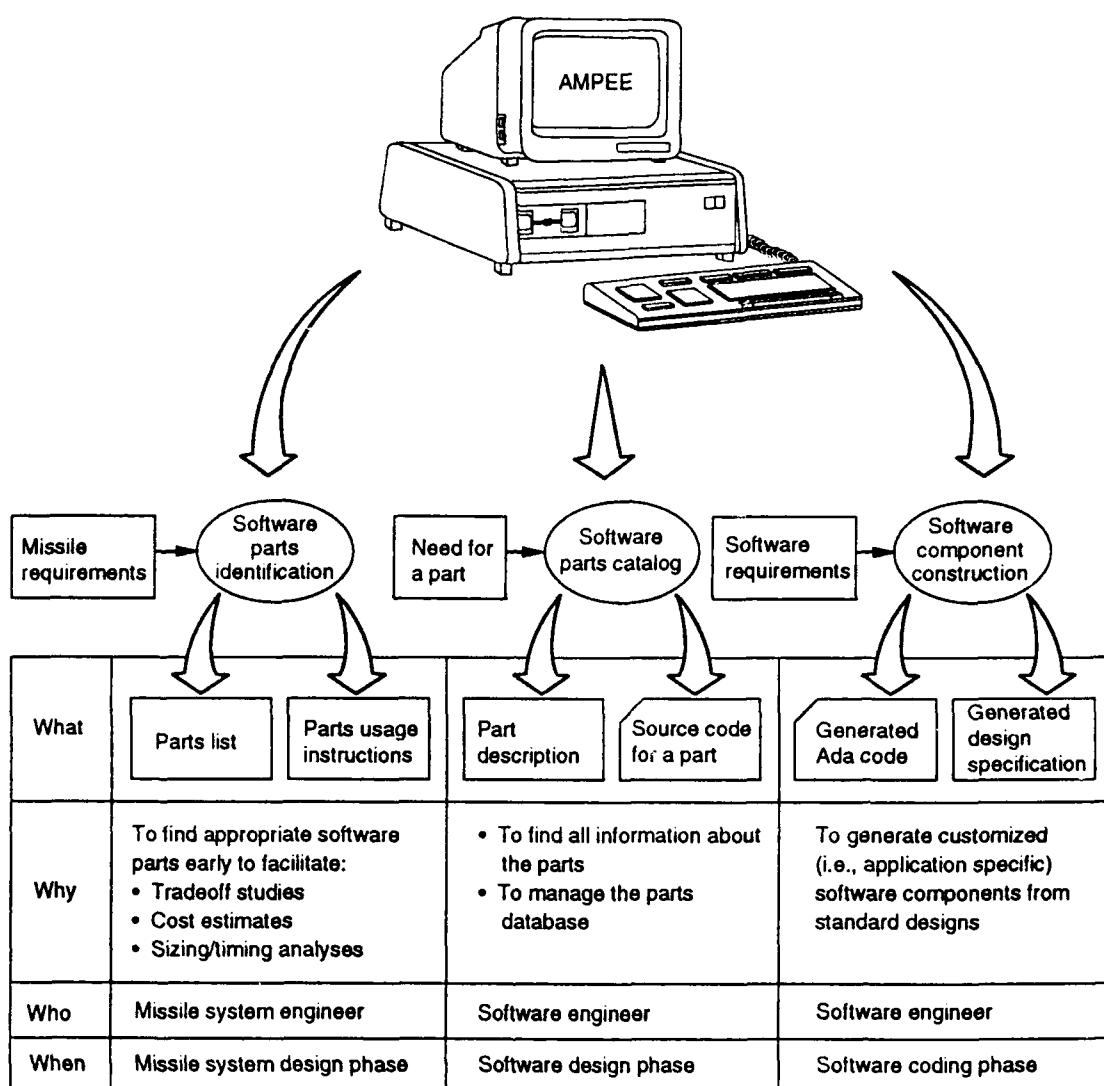 AMPEE
Missile
requirements
Software
parts
identification
Need for
a part
Software
parts catalog
Software
requirements
Software
component
construction
What
Parts list
Parts usage
instructions
Part
description
Source code
for a part
Generated
Ada code
Generated
design
specification
Why
To find appropriate software
parts early to facilitate:
• Tradeoff studies
• Cost estimates
• Sizing/timing analyses
• To find all information about
the parts
• To manage the parts
database
To generate customized
(i.e., application specific)
software components from
standard designs
Who
Missile system engineer
Software engineer
Software engineer
When
Missile system design phase
Software design phase
Software coding phase